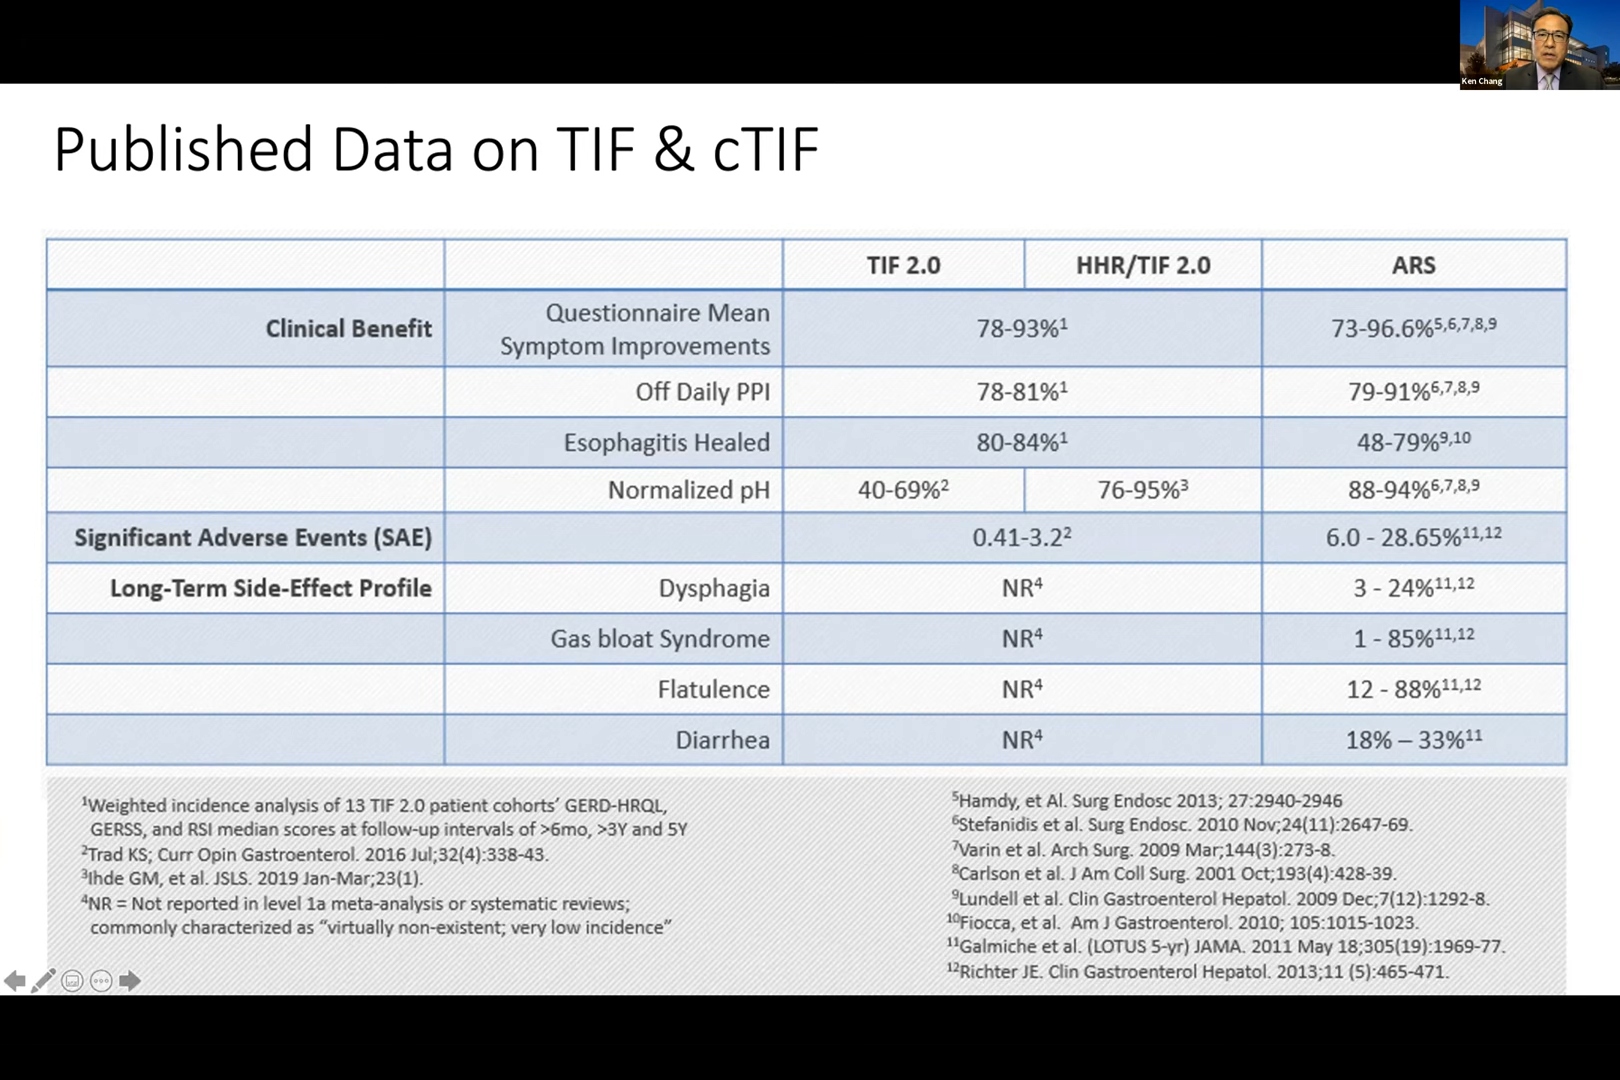 Ken Chang
Published Data on TIF & cTIF
TIF 2.0 HHR/TIF 2.0 ARS
Clinical Benefit Questionnaire Mean Symptom Improvements 78-93%¹ 73-96.6%⁵,⁶,⁷,⁸,⁹
Off Daily PPI 78-81%¹ 79-91%⁶,⁷,⁸,⁹
Esophagitis Healed 80-84%¹ 48-79%⁹,¹⁰
Normalized pH 40-69%² 76-95%³ 88-94%⁶,⁷,⁸,⁹
Significant Adverse Events (SAE) 0.41-3.2² 6.0 - 28.65%¹¹,¹²
Long-Term Side-Effect Profile Dysphagia NR⁴ 3 - 24%¹¹,¹²
Gas bloat Syndrome NR⁴ 1 - 85%¹¹,¹²
Flatulence NR⁴ 12 - 88%¹¹,¹²
Diarrhea NR⁴ 18% – 33%¹¹
¹Weighted incidence analysis of 13 TIF 2.0 patient cohorts’ GERD-HRQL,
GERSS, and RSI median scores at follow-up intervals of >6mo, >3Y and 5Y
²Trad KS; Curr Opin Gastroenterol. 2016 Jul;32(4):338-43.
³Ihde GM, et al. JSLS. 2019 Jan-Mar;23(1).
⁴NR = Not reported in level 1a meta-analysis or systematic reviews;
commonly characterized as “virtually non-existent; very low incidence”
⁵Hamdy, et Al. Surg Endosc 2013; 27:2940-2946
⁶Stefanidis et al. Surg Endosc. 2010 Nov;24(11):2647-69.
⁷Varin et al. Arch Surg. 2009 Mar;144(3):273-8.
⁸Carlson et al. J Am Coll Surg. 2001 Oct;193(4):428-39.
⁹Lundell et al. Clin Gastroenterol Hepatol. 2009 Dec;7(12):1292-8.
¹⁰Fiocca, et al. Am J Gastroenterol. 2010; 105:1015-1023.
¹¹Galmiche et al. (LOTUS 5-yr) JAMA. 2011 May 18;305(19):1969-77.
¹²Richter JE. Clin Gastroenterol Hepatol. 2013;11 (5):465-471.